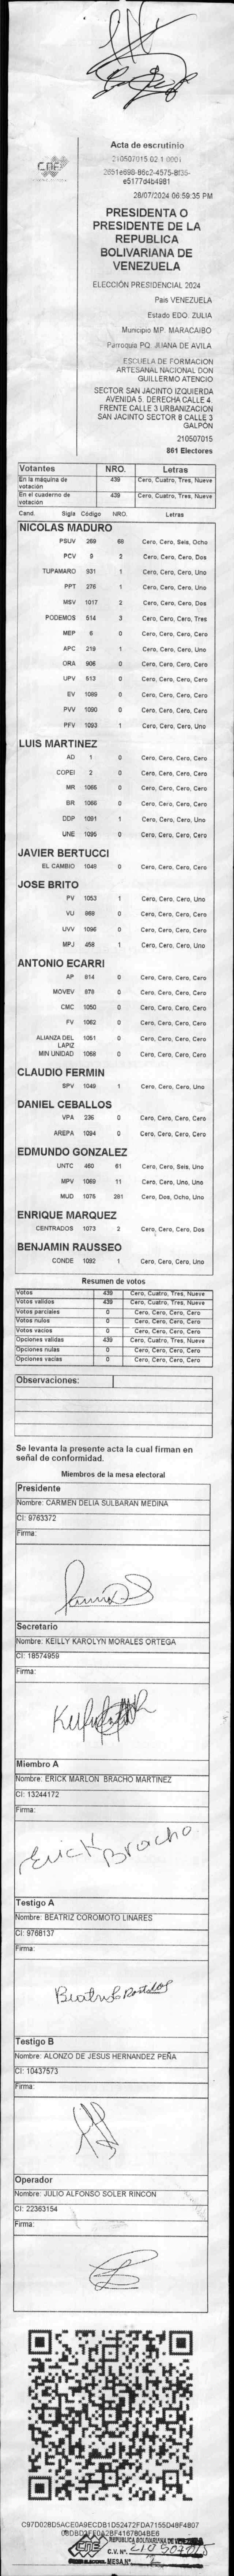 CNE
Acta de escrutinio
210507015.02.1.0001
2651e698-86c2-4575-8f35-
e5177d4b4981
28/07/2024 06:59:35 PM
PRESIDENTA O
PRESIDENTE DE LA
REPUBLICA
BOLIVARIANA DE
VENEZUELA
ELECCIÓN PRESIDENCIAL 2024
Pais VENEZUELA
Estado EDO. ZULIA
Municipio MP. MARACAIBO
Parroquia PQ. JUANA DE AVILA
ESCUELA DE FORMACION
ARTESANAL NACIONAL DON
GUILLERMO ATENCIO
SECTOR SAN JACINTO IZQUIERDA
AVENIDA 5. DERECHA CALLE 4.
FRENTE CALLE 3 URBANIZACION
SAN JACINTO SECTOR 8 CALLE 3
GALPÓN
210507015
861 Electores
Votantes NRO. Letras
En la máquina de votación 439 Cero, Cuatro, Tres, Nueve
En el cuaderno de votación 439 Cero, Cuatro, Tres, Nueve
Cand. Sigla Código NRO. Letras
NICOLAS MADURO
PSUV 269 68 Cero, Cero, Seis, Ocho
PCV 9 2 Cero, Cero, Cero, Dos
TUPAMARO 931 1 Cero, Cero, Cero, Uno
PPT 276 1 Cero, Cero, Cero, Uno
MSV 1017 2 Cero, Cero, Cero, Dos
PODEMOS 514 3 Cero, Cero, Cero, Tres
MEP 6 0 Cero, Cero, Cero, Cero
APC 219 1 Cero, Cero, Cero, Uno
ORA 906 0 Cero, Cero, Cero, Cero
UPV 613 0 Cero, Cero, Cero, Cero
EV 1089 0 Cero, Cero, Cero, Cero
PVV 1090 0 Cero, Cero, Cero, Cero
PFV 1093 1 Cero, Cero, Cero, Uno
LUIS MARTINEZ
AD 1 0 Cero, Cero, Cero, Cero
COPEI 2 0 Cero, Cero, Cero, Cero
MR 1065 0 Cero, Cero, Cero, Cero
BR 1066 0 Cero, Cero, Cero, Cero
DDP 1091 1 Cero, Cero, Cero, Uno
UNE 1095 0 Cero, Cero, Cero, Cero
JAVIER BERTUCCI
EL CAMBIO 1048 0 Cero, Cero, Cero, Cero
JOSE BRITO
PV 1053 1 Cero, Cero, Cero, Uno
VU 969 0 Cero, Cero, Cero, Cero
UVV 1096 0 Cero, Cero, Cero, Cero
MPJ 458 1 Cero, Cero, Cero, Uno
ANTONIO ECARRI
AP 814 0 Cero, Cero, Cero, Cero
MOVEV 878 0 Cero, Cero, Cero, Cero
CMC 1050 0 Cero, Cero, Cero, Cero
FV 1062 0 Cero, Cero, Cero, Cero
ALIANZA DEL LAPIZ 1051 0 Cero, Cero, Cero, Cero
MIN UNIDAD 1068 0 Cero, Cero, Cero, Cero
CLAUDIO FERMIN
SPV 1049 1 Cero, Cero, Cero, Uno
DANIEL CEBALLOS
VPA 236 0 Cero, Cero, Cero, Cero
AREPA 1094 0 Cero, Cero, Cero, Cero
EDMUNDO GONZALEZ
UNTC 460 61 Cero, Cero, Seis, Uno
MPV 1069 11 Cero, Cero, Uno, Uno
MUD 1075 281 Cero, Dos, Ocho, Uno
ENRIQUE MARQUEZ
CENTRADOS 1073 2 Cero, Cero, Cero, Dos
BENJAMIN RAUSSEO
CONDE 1092 1 Cero, Cero, Cero, Uno
Resumen de votos
Votos 439 Cero, Cuatro, Tres, Nueve
Votos validos 439 Cero, Cuatro, Tres, Nueve
Votos parciales 0 Cero, Cero, Cero, Cero
Votos nulos 0 Cero, Cero, Cero, Cero
Votos vacios 0 Cero, Cero, Cero, Cero
Opciones validas 439 Cero, Cuatro, Tres, Nueve
Opciones nulas 0 Cero, Cero, Cero, Cero
Opciones vacias 0 Cero, Cero, Cero, Cero
Observaciones:
Se levanta la presente acta la cual firman en
señal de conformidad.
Miembros de la mesa electoral
Presidente
Nombre: CARMEN DELIA SULBARAN MEDINA
CI: 9763372
Firma:
Secretario
Nombre: KEILLY KAROLYN MORALES ORTEGA
CI: 18574959
Firma:
Miembro A
Nombre: ERICK MARLON BRACHO MARTINEZ
CI: 13244172
Firma:
Erick Bracho
Testigo A
Nombre: BEATRIZ COROMOTO LINARES
CI: 9766137
Firma:
Testigo B
Nombre: ALONZO DE JESUS HERNANDEZ PEÑA
CI: 10437573
Firma:
Operador
Nombre: JULIO ALFONSO SOLER RINCON
CI: 22363154
Firma:
C97D028D5ACE0A9ECDB1D52472FDA7155D48F4807
CNE REPÚBLICA BOLIVARIANA DE VENEZUELA
C.V. N° 210507015
MESA N°